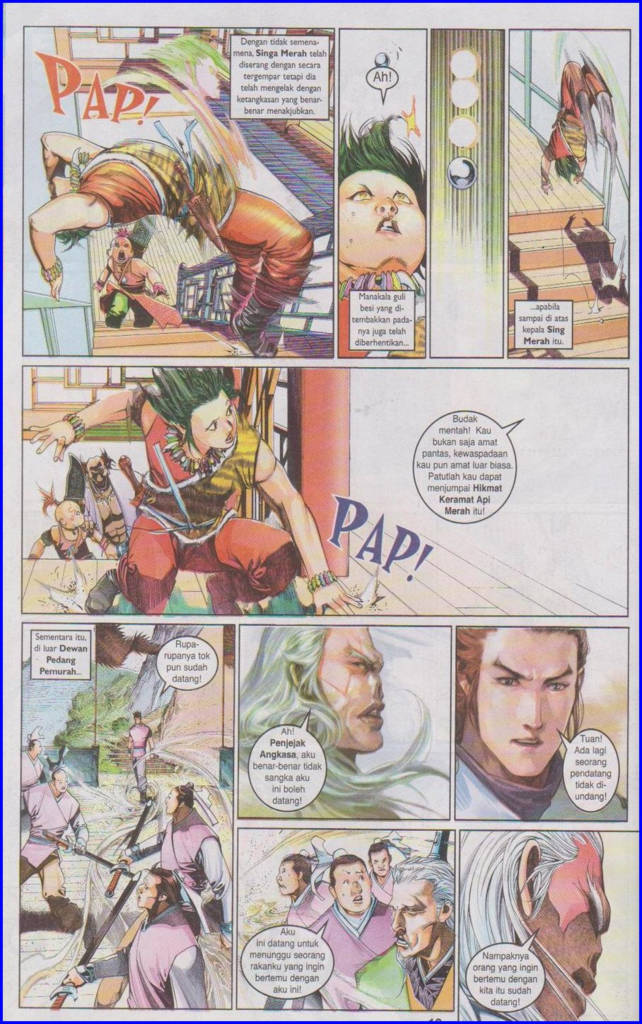 PAP!
Dengan tidak semena-
mena, Singa Merah telah
diserang dengan secara
tergempar tetapi dia
telah mengelak dengan
ketangkasan yang benar-
benar menakjubkan.
Ah!
Manakala guli
besi yang di-
tembakkan pada-
nya juga telah
diberhentikan...
...apabila
sampai di atas
kepala Sing
Merah itu.
Budak
mentah! Kau
bukan saja amat
pantas, kewaspadaan
kau pun amat luar biasa.
Patutlah kau dapat
menjumpai Hikmat
Keramat Api
Merah itu!
PAP!
Sementara itu,
di luar Dewan
Pedang
Pemurah...
Rupa-
rupanya tok
pun sudah
datang!
Ah!
Penjejak
Angkasa, aku
benar-benar tidak
sangka aku
ini boleh
datang!
Tuan!
Ada lagi
seorang
pendatang
tidak di-
undang!
Aku
ini datang untuk
menunggu seorang
rakanku yang ingin
bertemu dengan
aku ini!
Nampaknya
orang yang ingin
bertemu dengan
kita itu sudah
datang!